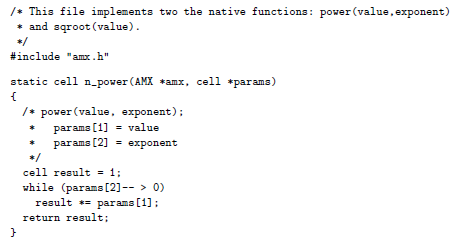 /* This file implements two the native functions: power(value,exponent)
 * and sqroot(value).
 */
#include "amx.h"
static cell n_power(AMX *amx, cell *params)
{
  /* power(value, exponent);
   *   params[1] = value
   *   params[2] = exponent
   */
  cell result = 1;
  while (params[2]-- > 0)
    result *= params[1];
  return result;
}